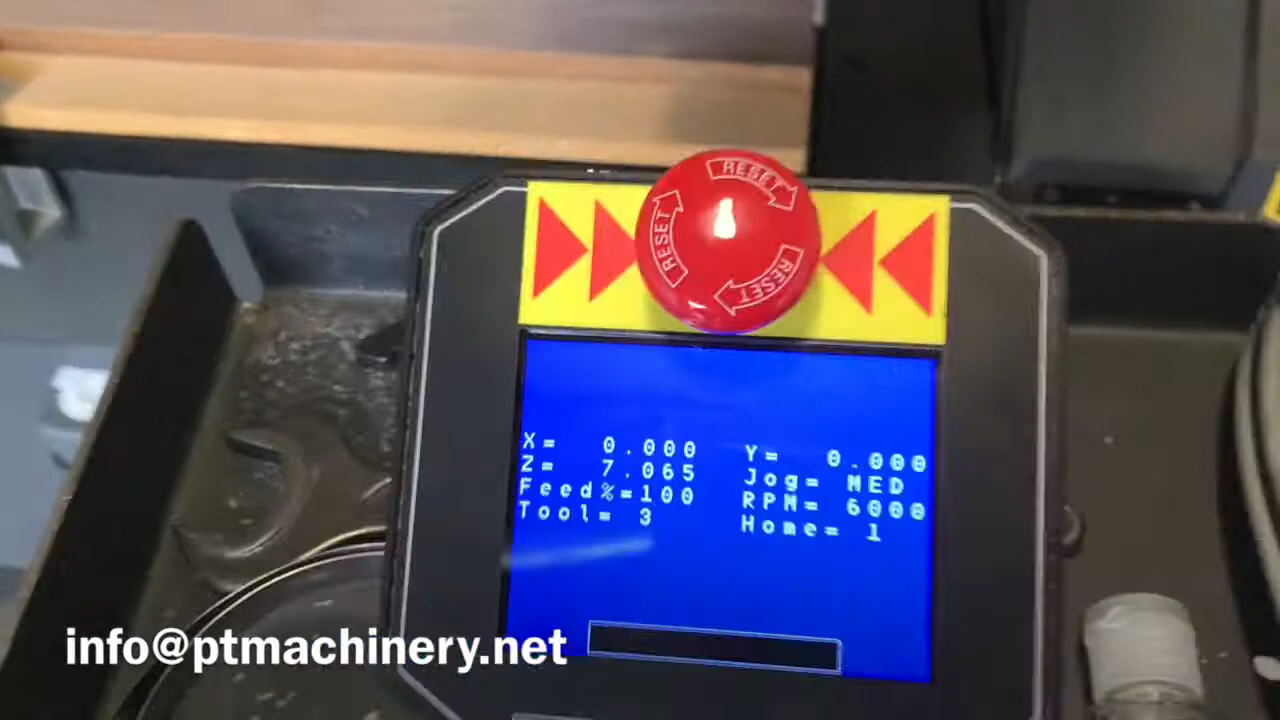 RESET
RESET
RESET
X= 0.000 Y= 0.000
Z= 7.065 Jog= MED
Feed%=100 RPM= 6000
Tool= 3 Home= 1
info@ptmachinery.net